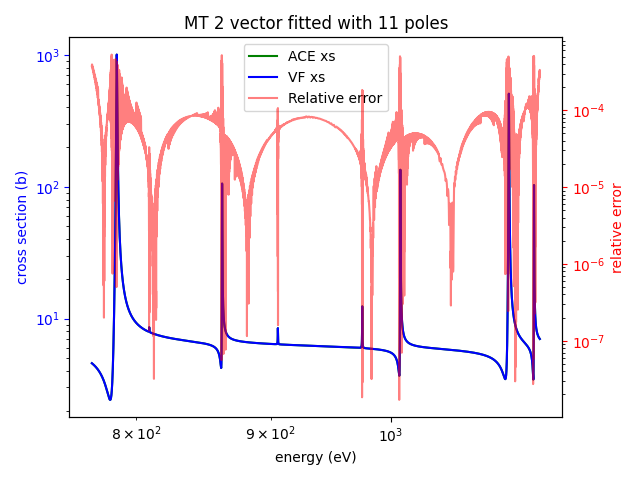 MT 2 vector fitted with 11 poles
ACE xs
VF xs
Relative error
cross section (b)
10³
10²
10¹
relative error
10⁻⁴
10⁻⁵
10⁻⁶
10⁻⁷
8 × 10²
9 × 10²
10³
energy (eV)